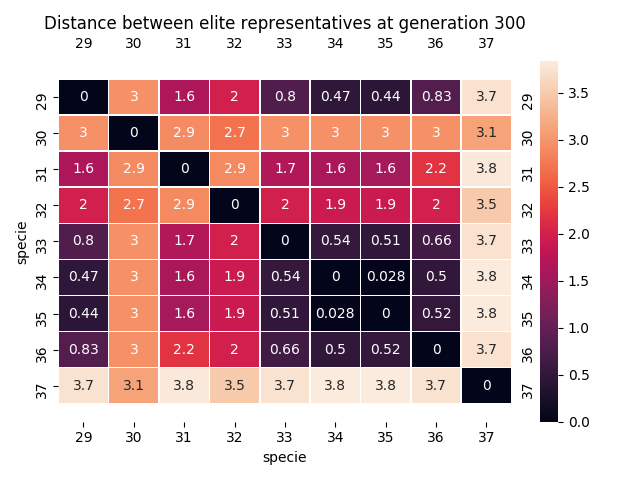 Distance between elite representatives at generation 300
29 30 31 32 33 34 35 36 37
29 0 3 1.6 2 0.8 0.47 0.44 0.83 3.7 29
30 3 0 2.9 2.7 3 3 3 3 3.1 30
31 1.6 2.9 0 2.9 1.7 1.6 1.6 2.2 3.8 31
32 2 2.7 2.9 0 2 1.9 1.9 2 3.5 32
33 0.8 3 1.7 2 0 0.54 0.51 0.66 3.7 33
34 0.47 3 1.6 1.9 0.54 0 0.028 0.5 3.8 34
35 0.44 3 1.6 1.9 0.51 0.028 0 0.52 3.8 35
36 0.83 3 2.2 2 0.66 0.5 0.52 0 3.7 36
37 3.7 3.1 3.8 3.5 3.7 3.8 3.8 3.7 0 37
29 30 31 32 33 34 35 36 37
specie
specie
3.5
3.0
2.5
2.0
1.5
1.0
0.5
0.0